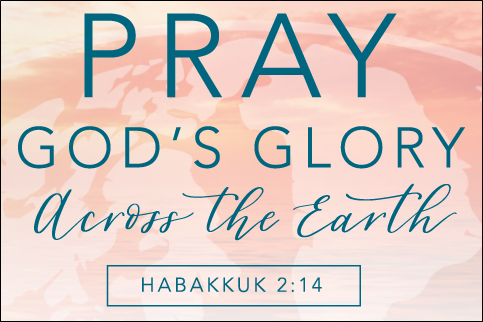 PRAY
GOD'S GLORY
Across the Earth
HABAKKUK 2:14